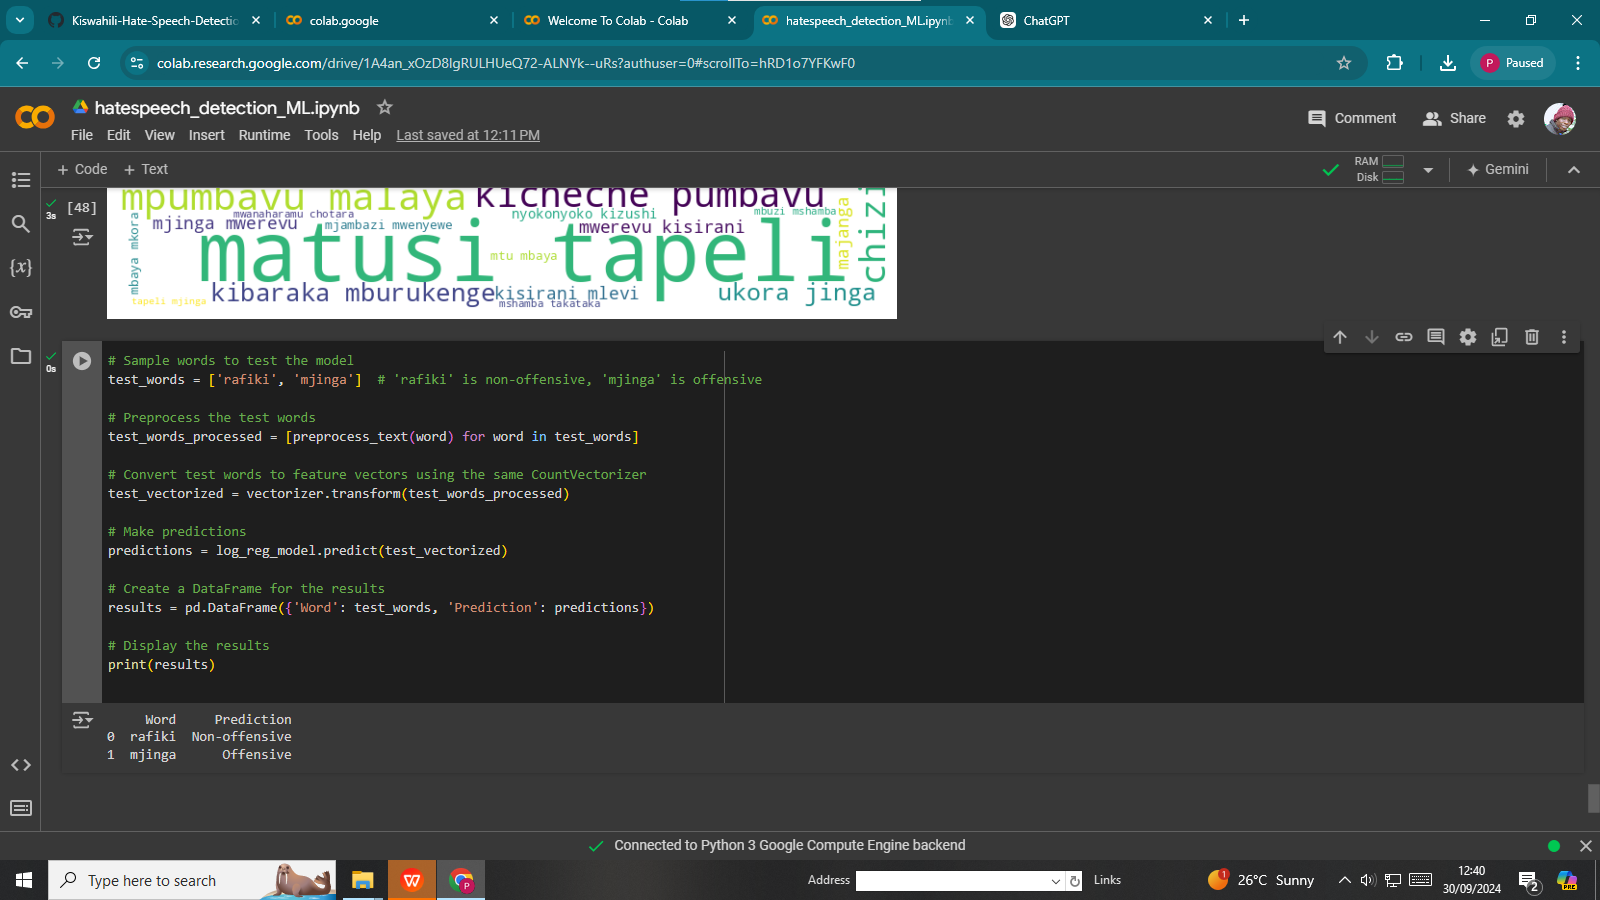 Kiswahili-Hate-Speech-Detectio
colab.google
Welcome To Colab - Colab
hatespeech_detection_ML.ipynb
ChatGPT
colab.research.google.com/drive/1A4an_xOzD8lgRULHUeQ72-ALNYk--uRs?authuser=0#scrollTo=hRD1o7YFKwF0
P Paused
hatespeech_detection_ML.ipynb
Comment
Share
File Edit View Insert Runtime Tools Help Last saved at 12:11 PM
+ Code + Text
RAM
Disk
Gemini
3s
[48]
mpumbavu malaya
kicheche pumbavu
mwanaharamu chotara
nyokonyoko kizushi
mbuzi mshamba
mjinga mwerevu
mjambazi mwenyewe
mwerevu kisirani
mbaya mkora
matusi tapeli
mtu mbaya
majanga
chizi
tapeli mjinga
kibaraka mburukenge
kisirani mlevi
mshamba takataka
ukora jinga
0s
# Sample words to test the model
test_words = ['rafiki', 'mjinga']  # 'rafiki' is non-offensive, 'mjinga' is offensive
# Preprocess the test words
test_words_processed = [preprocess_text(word) for word in test_words]
# Convert test words to feature vectors using the same CountVectorizer
test_vectorized = vectorizer.transform(test_words_processed)
# Make predictions
predictions = log_reg_model.predict(test_vectorized)
# Create a DataFrame for the results
results = pd.DataFrame({'Word': test_words, 'Prediction': predictions})
# Display the results
print(results)
Word Prediction
0 rafiki Non-offensive
1 mjinga Offensive
Connected to Python 3 Google Compute Engine backend
Type here to search
Address
Links
1
26°C Sunny
12:40
30/09/2024
2